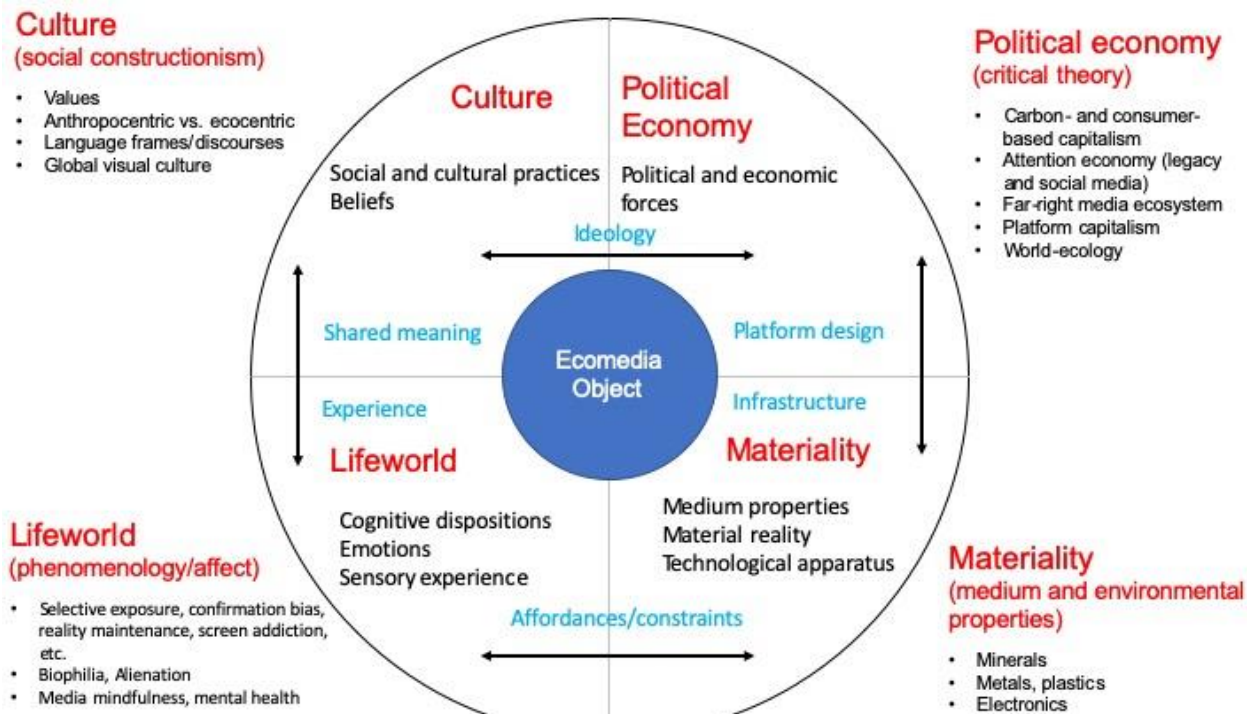 Culture
(social constructionism)
• Values
• Anthropocentric vs. ecocentric
• Language frames/discourses
• Global visual culture
Political economy
(critical theory)
• Carbon- and consumer-
based capitalism
• Attention economy (legacy
and social media)
• Far-right media ecosystem
• Platform capitalism
• World-ecology
Culture
Social and cultural practices
Beliefs
Political
Economy
Political and economic
forces
Ideology
Shared meaning
Platform design
Ecomedia
Object
Experience
Infrastructure
Lifeworld
Cognitive dispositions
Emotions
Sensory experience
Materiality
Medium properties
Material reality
Technological apparatus
Affordances/constraints
Lifeworld
(phenomenology/affect)
• Selective exposure, confirmation bias,
reality maintenance, screen addiction,
etc.
• Biophilia, Alienation
• Media mindfulness, mental health
Materiality
(medium and environmental
properties)
• Minerals
• Metals, plastics
• Electronics